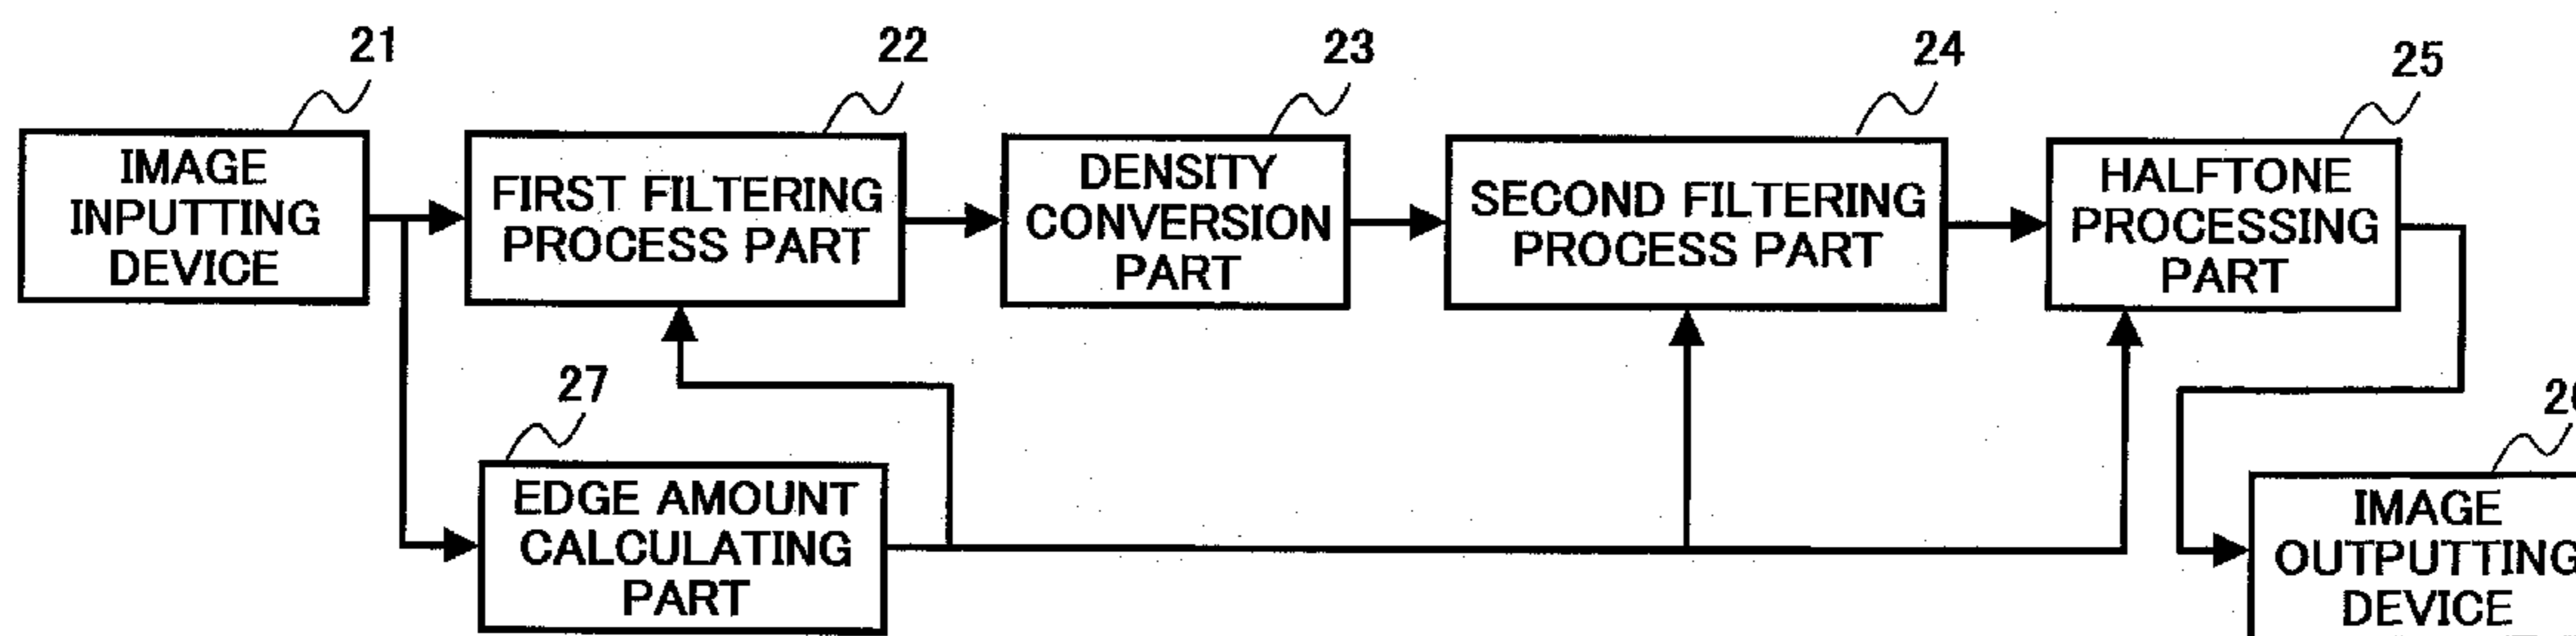 21
22
23
24
25
IMAGE
INPUTTING
DEVICE
FIRST FILTERING
PROCESS PART
DENSITY
CONVERSION
PART
SECOND FILTERING
PROCESS PART
HALFTONE
PROCESSING
PART
27
EDGE AMOUNT
CALCULATING
PART
IMAGE
OUTPUTTING
DEVICE